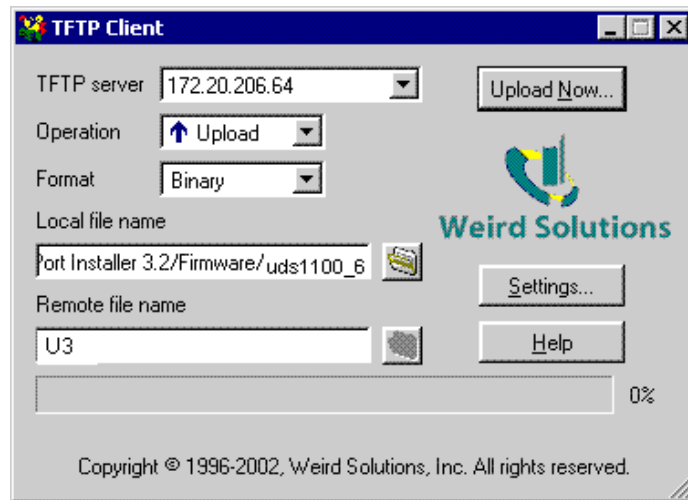 TFTP Client
TFTP server 172.20.206.64 Upload Now...
Operation Upload
Format Binary
Weird Solutions
Local file name
Port Installer 3.2/Firmware/uds1100_6
Settings...
Remote file name
U3 Help
0%
Copyright © 1996-2002, Weird Solutions, Inc. All rights reserved.